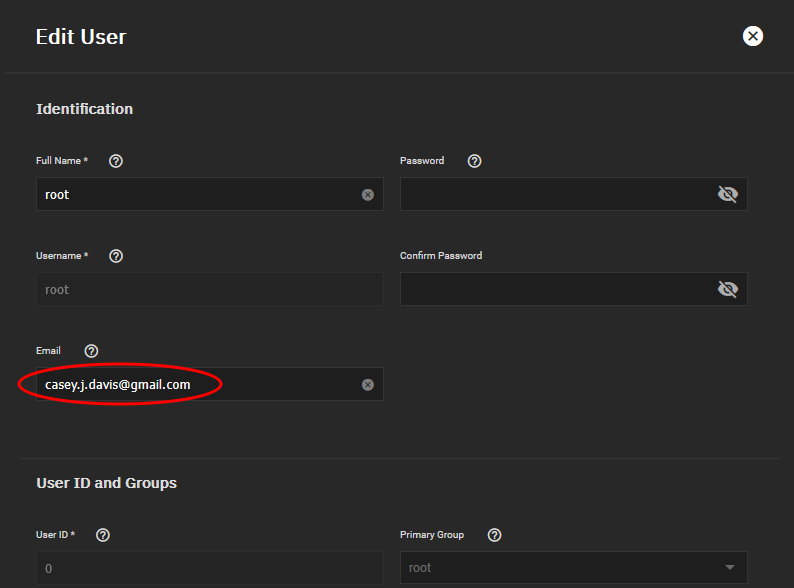 Edit User
Identification
Full Name *
Password
root
Username *
Confirm Password
root
Email
casey.j.davis@gmail.com
User ID and Groups
User ID *
Primary Group
0
root